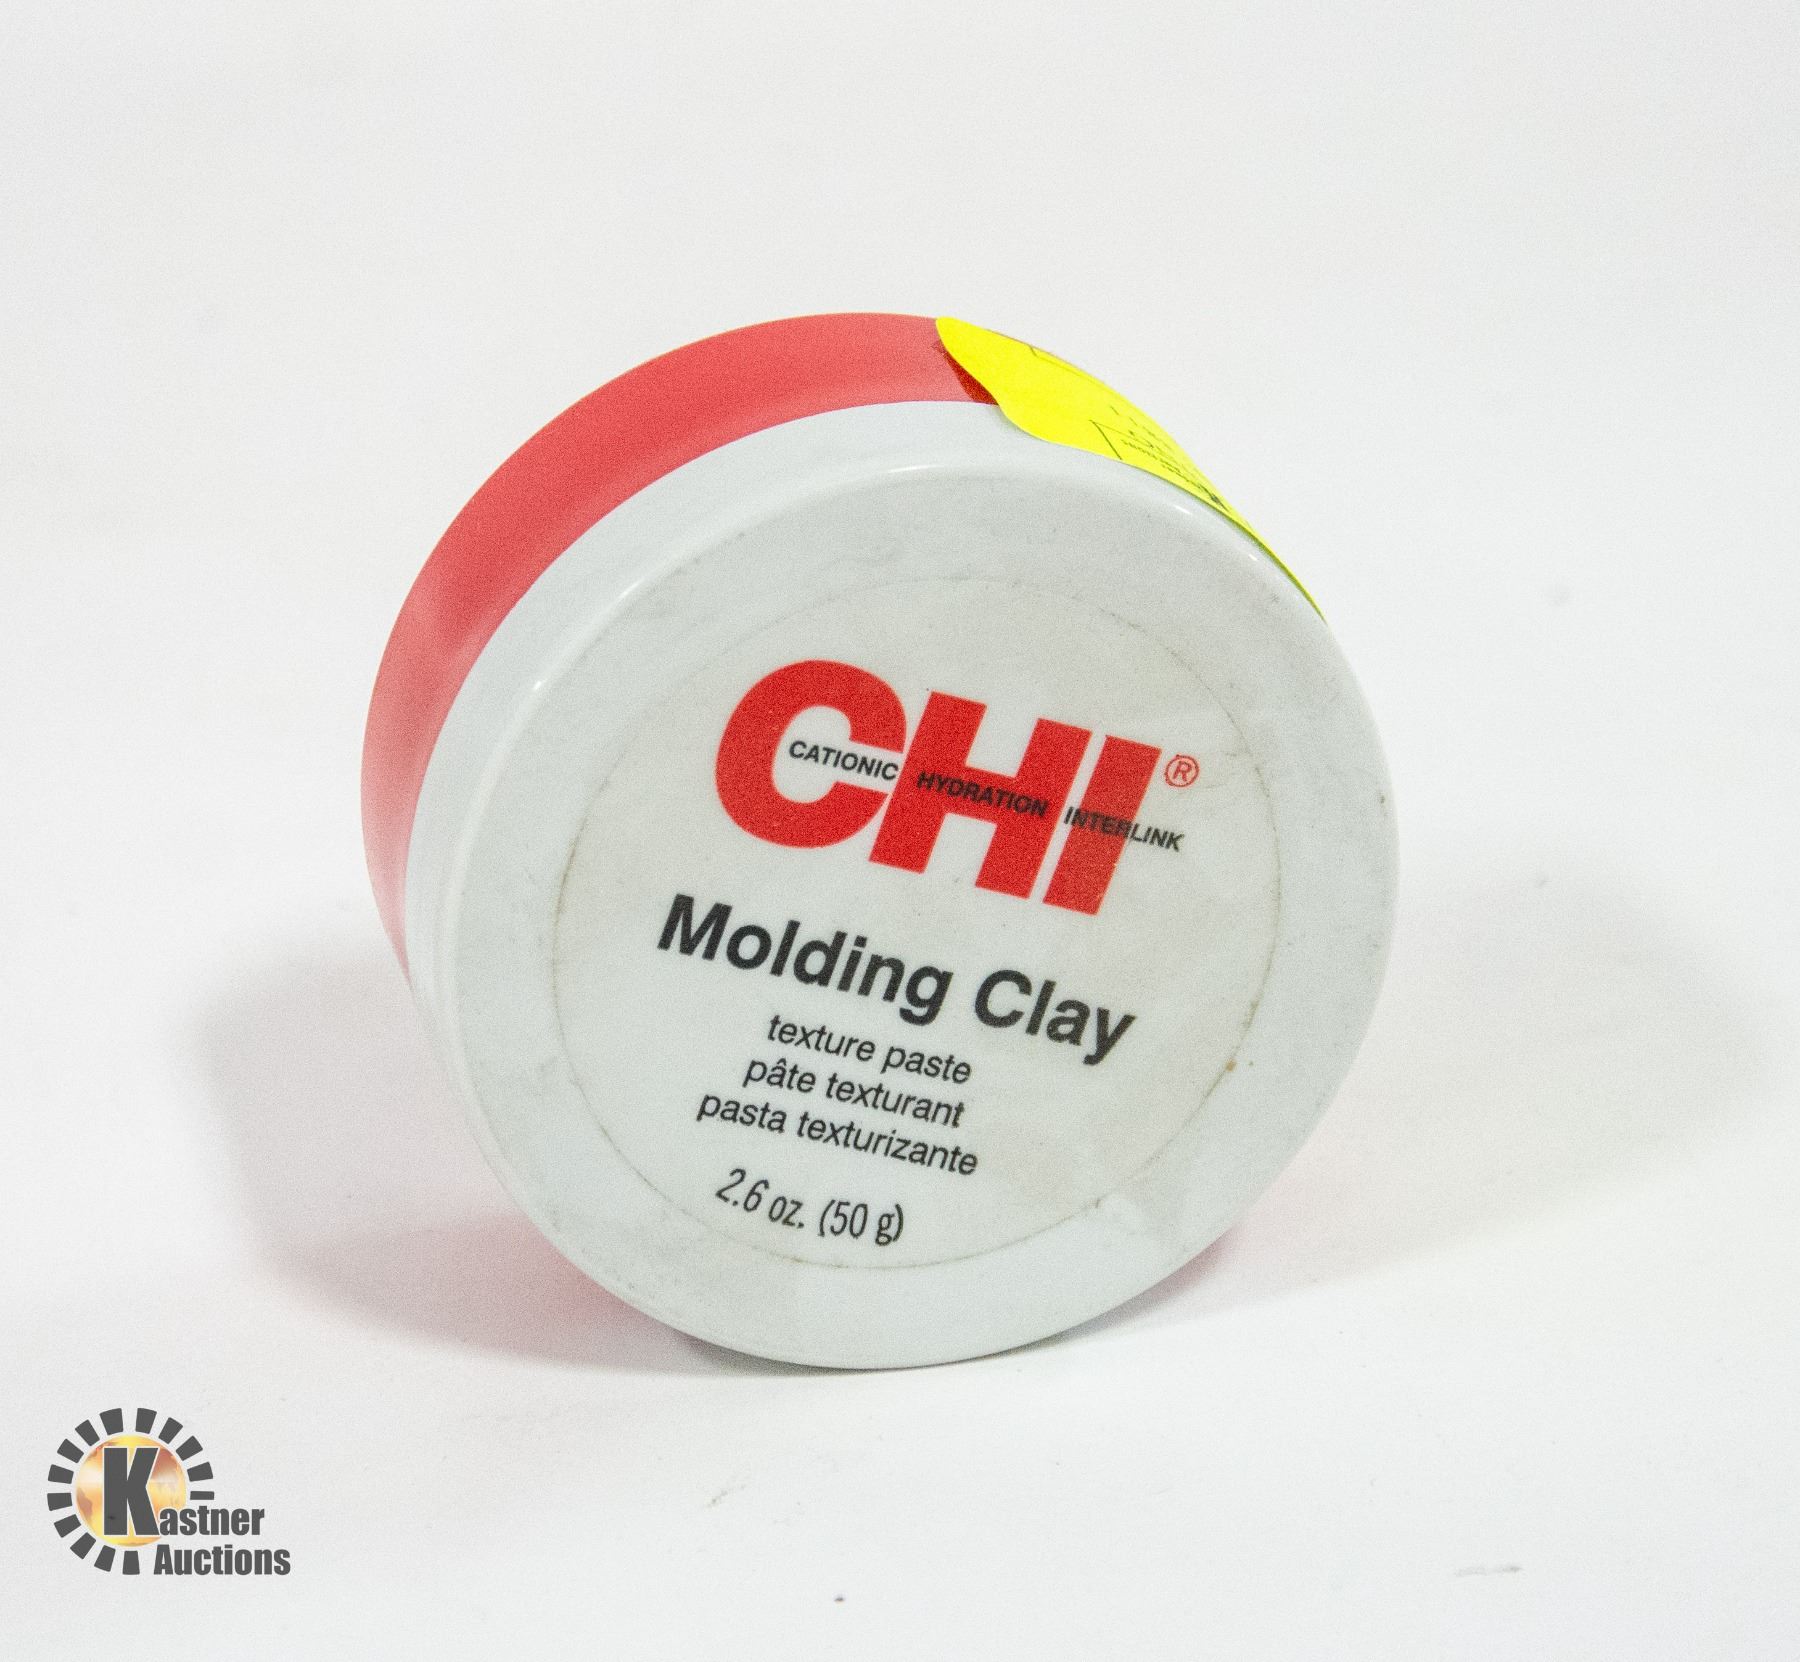 CHI®
CATIONIC HYDRATION INTERLINK
Molding Clay
texture paste
pâte texturant
pasta texturizante
2.6 oz. (50 g)
Kastner
Auctions